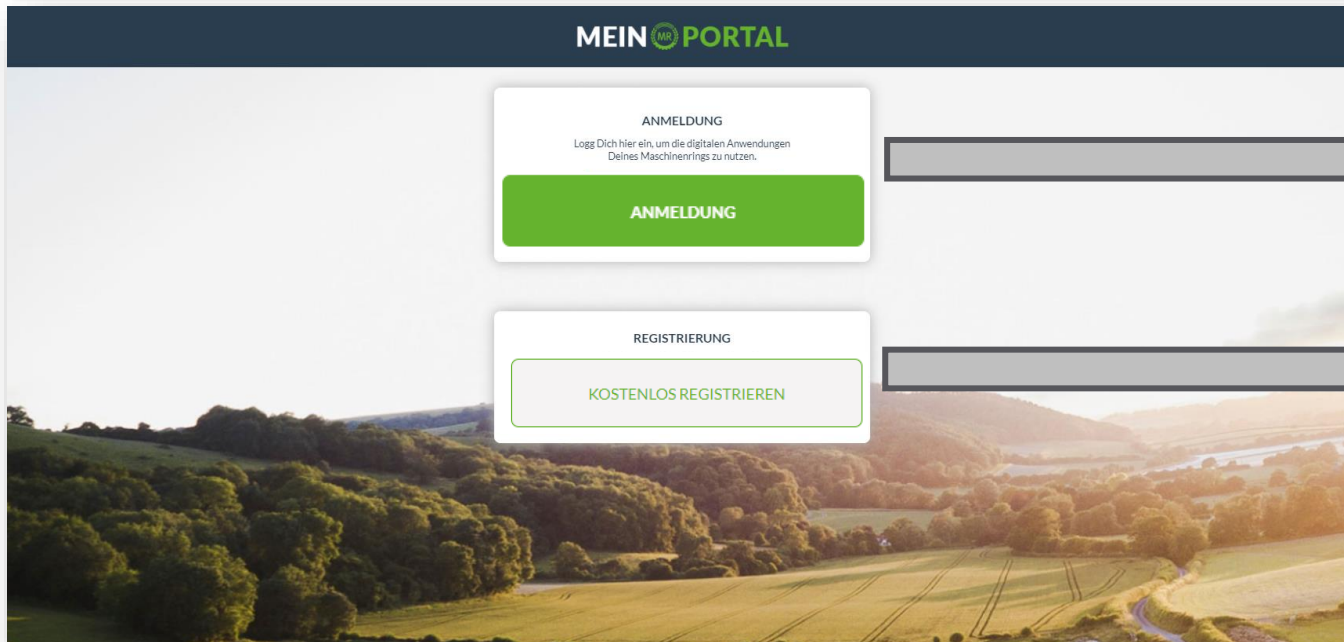 MEIN MR PORTAL
ANMELDUNG
Logg Dich hier ein, um die digitalen Anwendungen
Deines Maschinenrings zu nutzen.
ANMELDUNG
REGISTRIERUNG
KOSTENLOS REGISTRIEREN